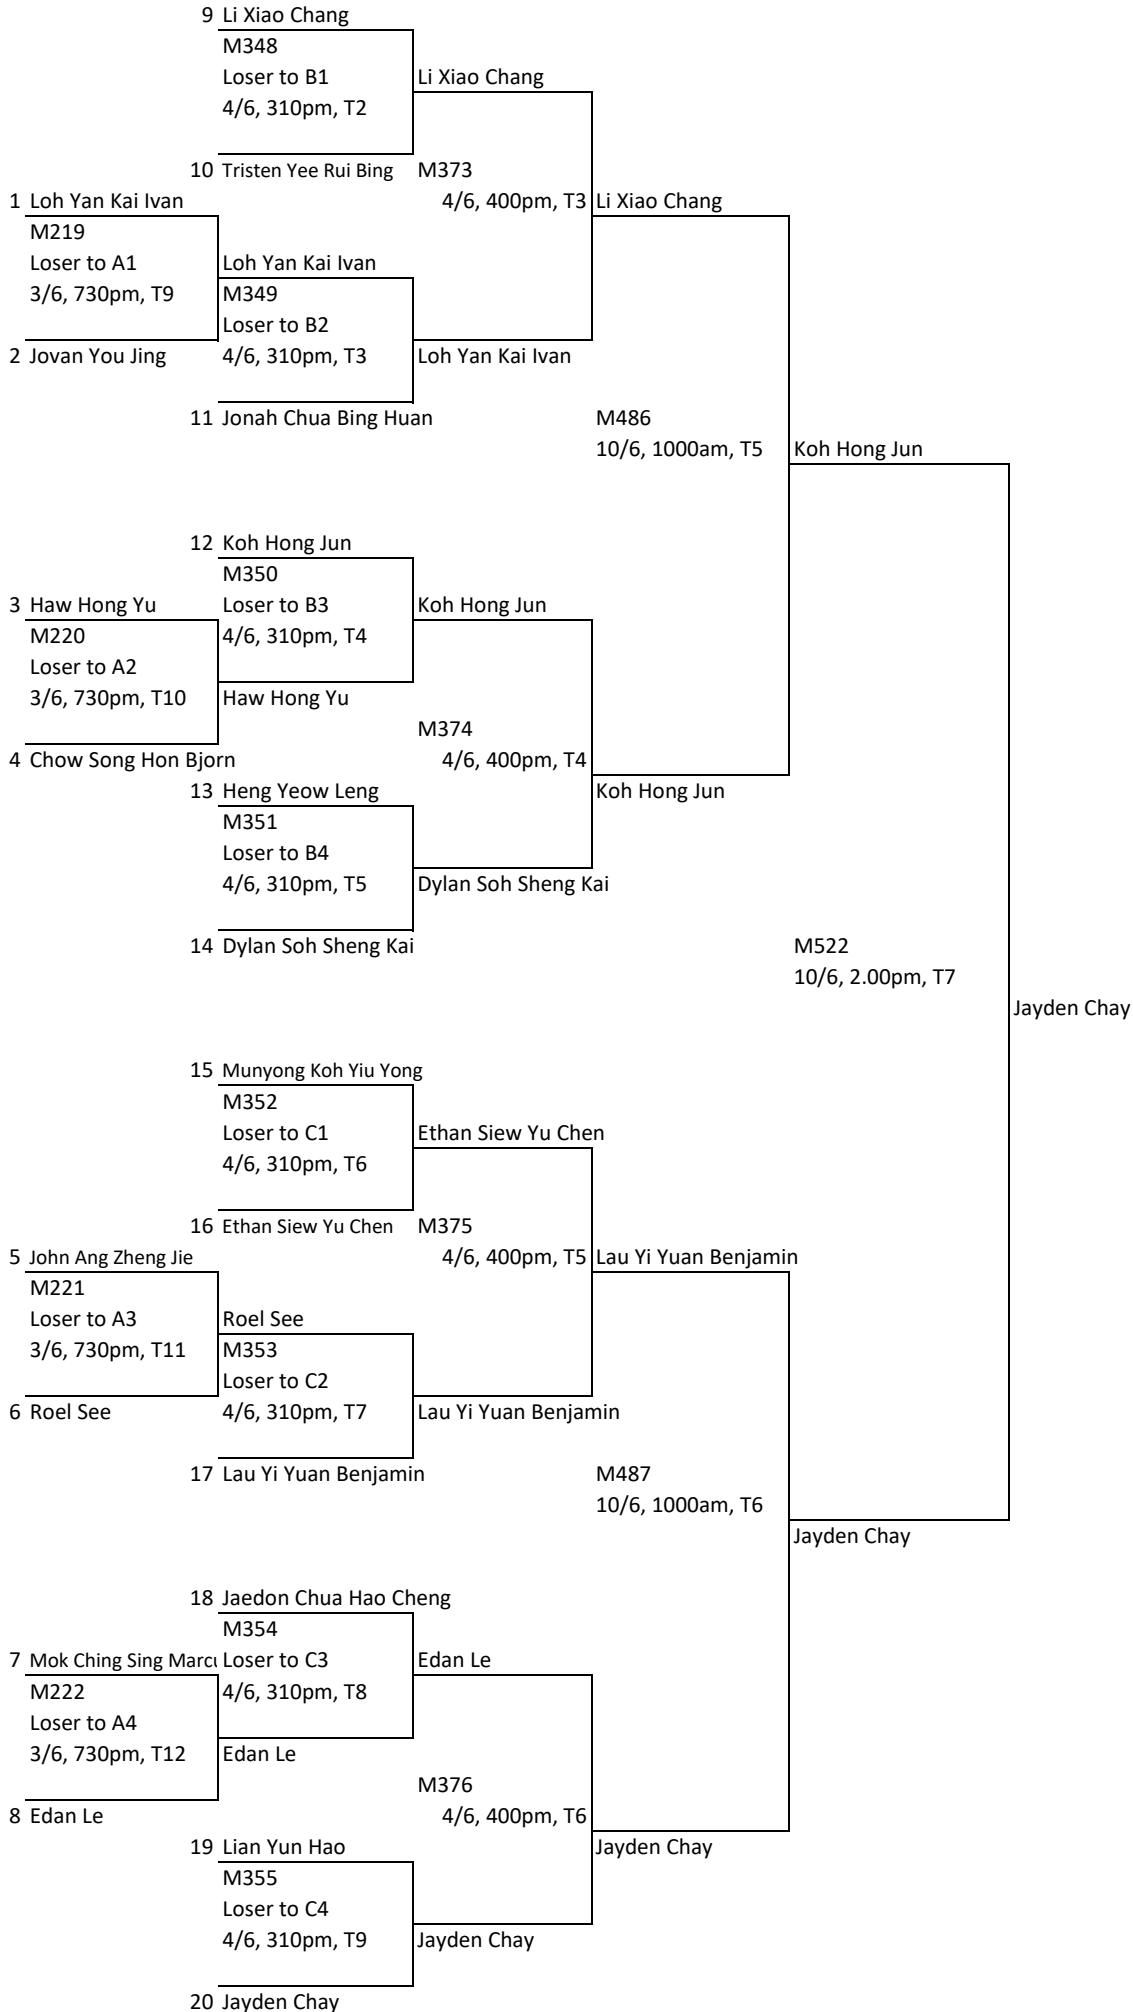 9 Li Xiao Chang
M348
Loser to B1
Li Xiao Chang
4/6, 310pm, T2
10 Tristen Yee Rui Bing
M373
1 Loh Yan Kai Ivan
4/6, 400pm, T3
Li Xiao Chang
M219
Loser to A1
Loh Yan Kai Ivan
3/6, 730pm, T9
M349
Loser to B2
2 Jovan You Jing
4/6, 310pm, T3
Loh Yan Kai Ivan
11 Jonah Chua Bing Huan
M486
10/6, 1000am, T5
Koh Hong Jun
12 Koh Hong Jun
M350
3 Haw Hong Yu
Loser to B3
Koh Hong Jun
M220
4/6, 310pm, T4
Loser to A2
3/6, 730pm, T10
Haw Hong Yu
M374
4 Chow Song Hon Bjorn
4/6, 400pm, T4
13 Heng Yeow Leng
Koh Hong Jun
M351
Loser to B4
4/6, 310pm, T5
Dylan Soh Sheng Kai
14 Dylan Soh Sheng Kai
M522
10/6, 2.00pm, T7
Jayden Chay
15 Munyong Koh Yiu Yong
M352
Loser to C1
Ethan Siew Yu Chen
4/6, 310pm, T6
16 Ethan Siew Yu Chen
M375
5 John Ang Zheng Jie
4/6, 400pm, T5
Lau Yi Yuan Benjamin
M221
Loser to A3
Roel See
3/6, 730pm, T11
M353
Loser to C2
6 Roel See
4/6, 310pm, T7
Lau Yi Yuan Benjamin
17 Lau Yi Yuan Benjamin
M487
10/6, 1000am, T6
Jayden Chay
18 Jaedon Chua Hao Cheng
M354
7 Mok Ching Sing Marcu
Loser to C3
Edan Le
M222
4/6, 310pm, T8
Loser to A4
3/6, 730pm, T12
Edan Le
M376
8 Edan Le
4/6, 400pm, T6
19 Lian Yun Hao
Jayden Chay
M355
Loser to C4
4/6, 310pm, T9
Jayden Chay
20 Jayden Chay